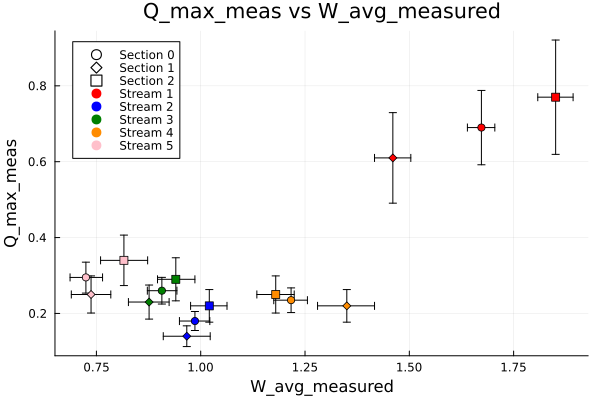 Q_max_meas vs W_avg_measured
Section 0
Section 1
Section 2
Stream 1
Stream 2
Stream 3
Stream 4
Stream 5
Q_max_meas
0.8
0.6
0.4
0.2
0.75
1.00
1.25
1.50
1.75
W_avg_measured